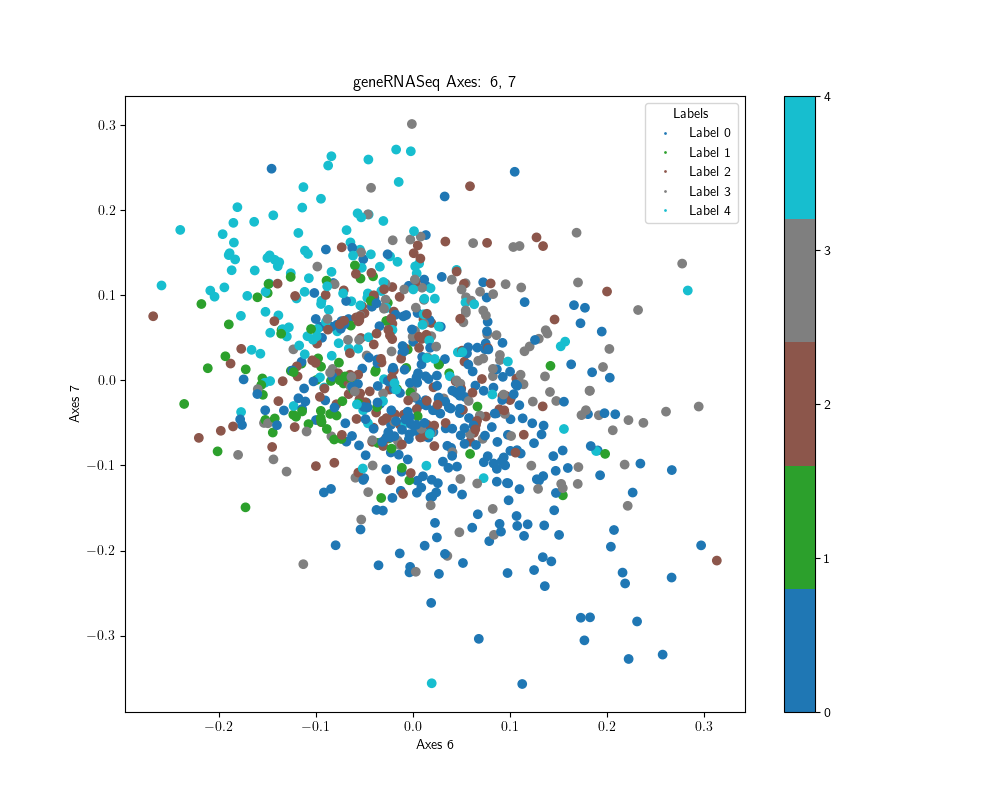 geneRNASeq Axes: 6, 7
Labels
Label 0
Label 1
Label 2
Label 3
Label 4
0.3
0.2
0.1
0.0
−0.1
−0.2
−0.3
Axes 7
−0.2
−0.1
0.0
0.1
0.2
0.3
Axes 6
4
3
2
1
0